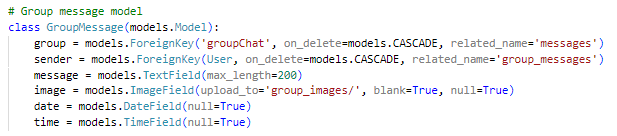 # Group message model
class GroupMessage(models.Model):
    group = models.ForeignKey('groupChat', on_delete=models.CASCADE, related_name='messages')
    sender = models.ForeignKey(User, on_delete=models.CASCADE, related_name='group_messages')
    message = models.TextField(max_length=200)
    image = models.ImageField(upload_to='group_images/', blank=True, null=True)
    date = models.DateField(null=True)
    time = models.TimeField(null=True)